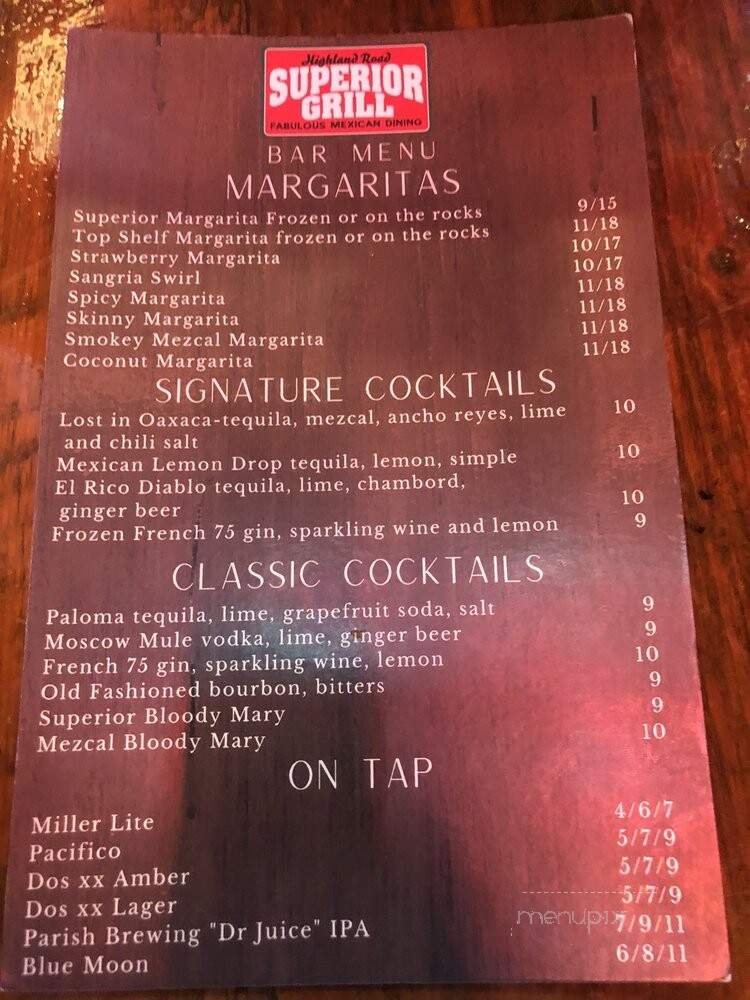 Highland Road
SUPERIOR
GRILL
FABULOUS MEXICAN DINING
BAR MENU
MARGARITAS
Superior Margarita Frozen or on the rocks 9/15
Top Shelf Margarita frozen or on the rocks 11/18
Strawberry Margarita 10/17
Sangria Swirl 10/17
Spicy Margarita 11/18
Skinny Margarita 11/18
Smokey Mezcal Margarita 11/18
Coconut Margarita 11/18
SIGNATURE COCKTAILS
Lost in Oaxaca-tequila, mezcal, ancho reyes, lime 10
and chili salt
Mexican Lemon Drop tequila, lemon, simple 10
El Rico Diablo tequila, lime, chambord,
ginger beer 10
Frozen French 75 gin, sparkling wine and lemon 9
CLASSIC COCKTAILS
Paloma tequila, lime, grapefruit soda, salt 9
Moscow Mule vodka, lime, ginger beer 9
French 75 gin, sparkling wine, lemon 10
Old Fashioned bourbon, bitters 9
Superior Bloody Mary 9
Mezcal Bloody Mary 10
ON TAP
Miller Lite 4/6/7
Pacifico 5/7/9
Dos xx Amber 5/7/9
Dos xx Lager 5/7/9
Parish Brewing "Dr Juice" IPA 7/9/11
Blue Moon 6/8/11
menupix